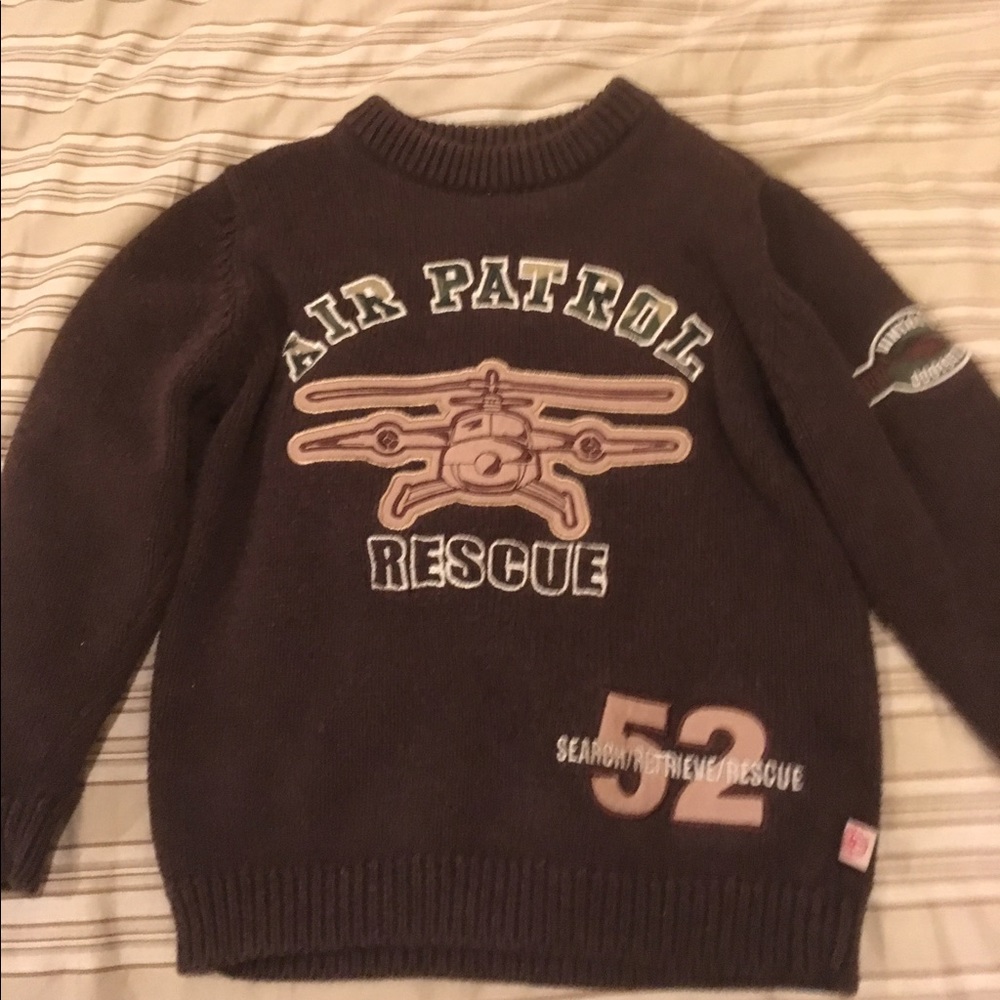 AIR PATROL
RESCUE
52
SEARCH/RETRIEVE/RESCUE